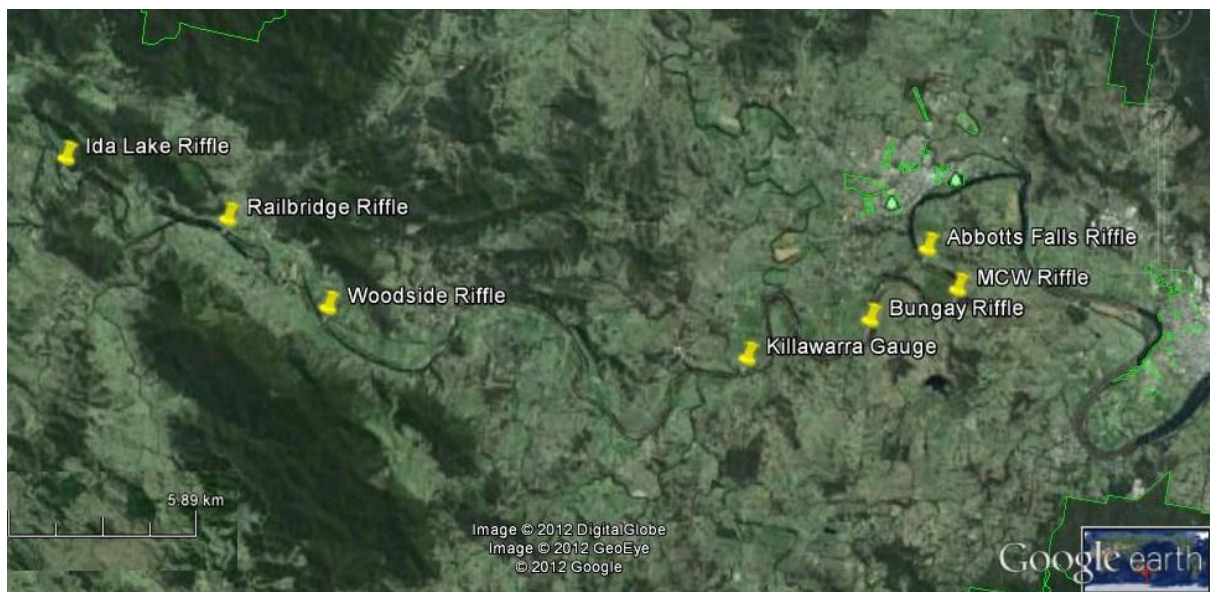 Ida Lake Riffle
Railbridge Riffle
Abbotts Falls Riffle
MCW Riffle
Woodside Riffle
Bungay Riffle
Killawarra Gauge
5.89 km
Image © 2012 DigitalGlobe
Image © 2012 GeoEye
© 2012 Google
Google earth